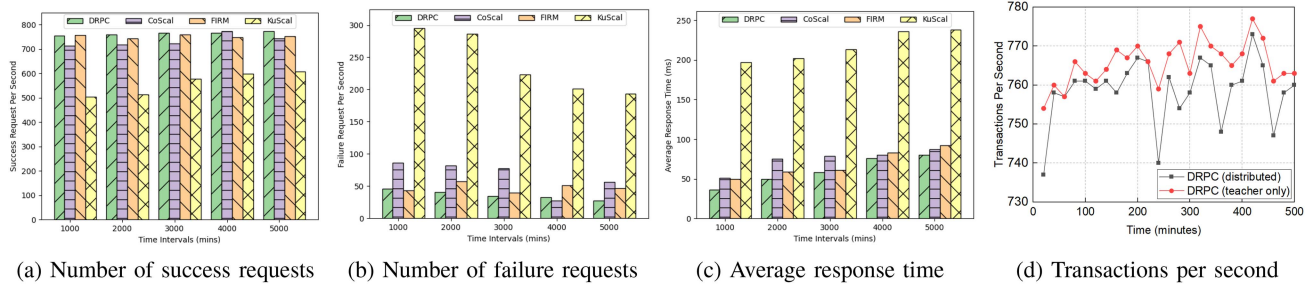 DRPC CoScal FIRM KuScal
800
700
600
500
400
300
200
100
0
Success Request Per Second
1000 2000 3000 4000 5000
Time Intervals (mins)
(a) Number of success requests
DRPC CoScal FIRM KuScal
300
250
200
150
100
50
0
Failure Request Per Second
1000 2000 3000 4000 5000
Time Intervals (mins)
(b) Number of failure requests
DRPC CoScal FIRM KuScal
250
200
150
100
50
0
Average Response Time (ms)
1000 2000 3000 4000 5000
Time Intervals (mins)
(c) Average response time
780
770
760
750
740
730
Transactions Per Second
DRPC (distributed)
DRPC (teacher only)
0 100 200 300 400 500
Time (minutes)
(d) Transactions per second